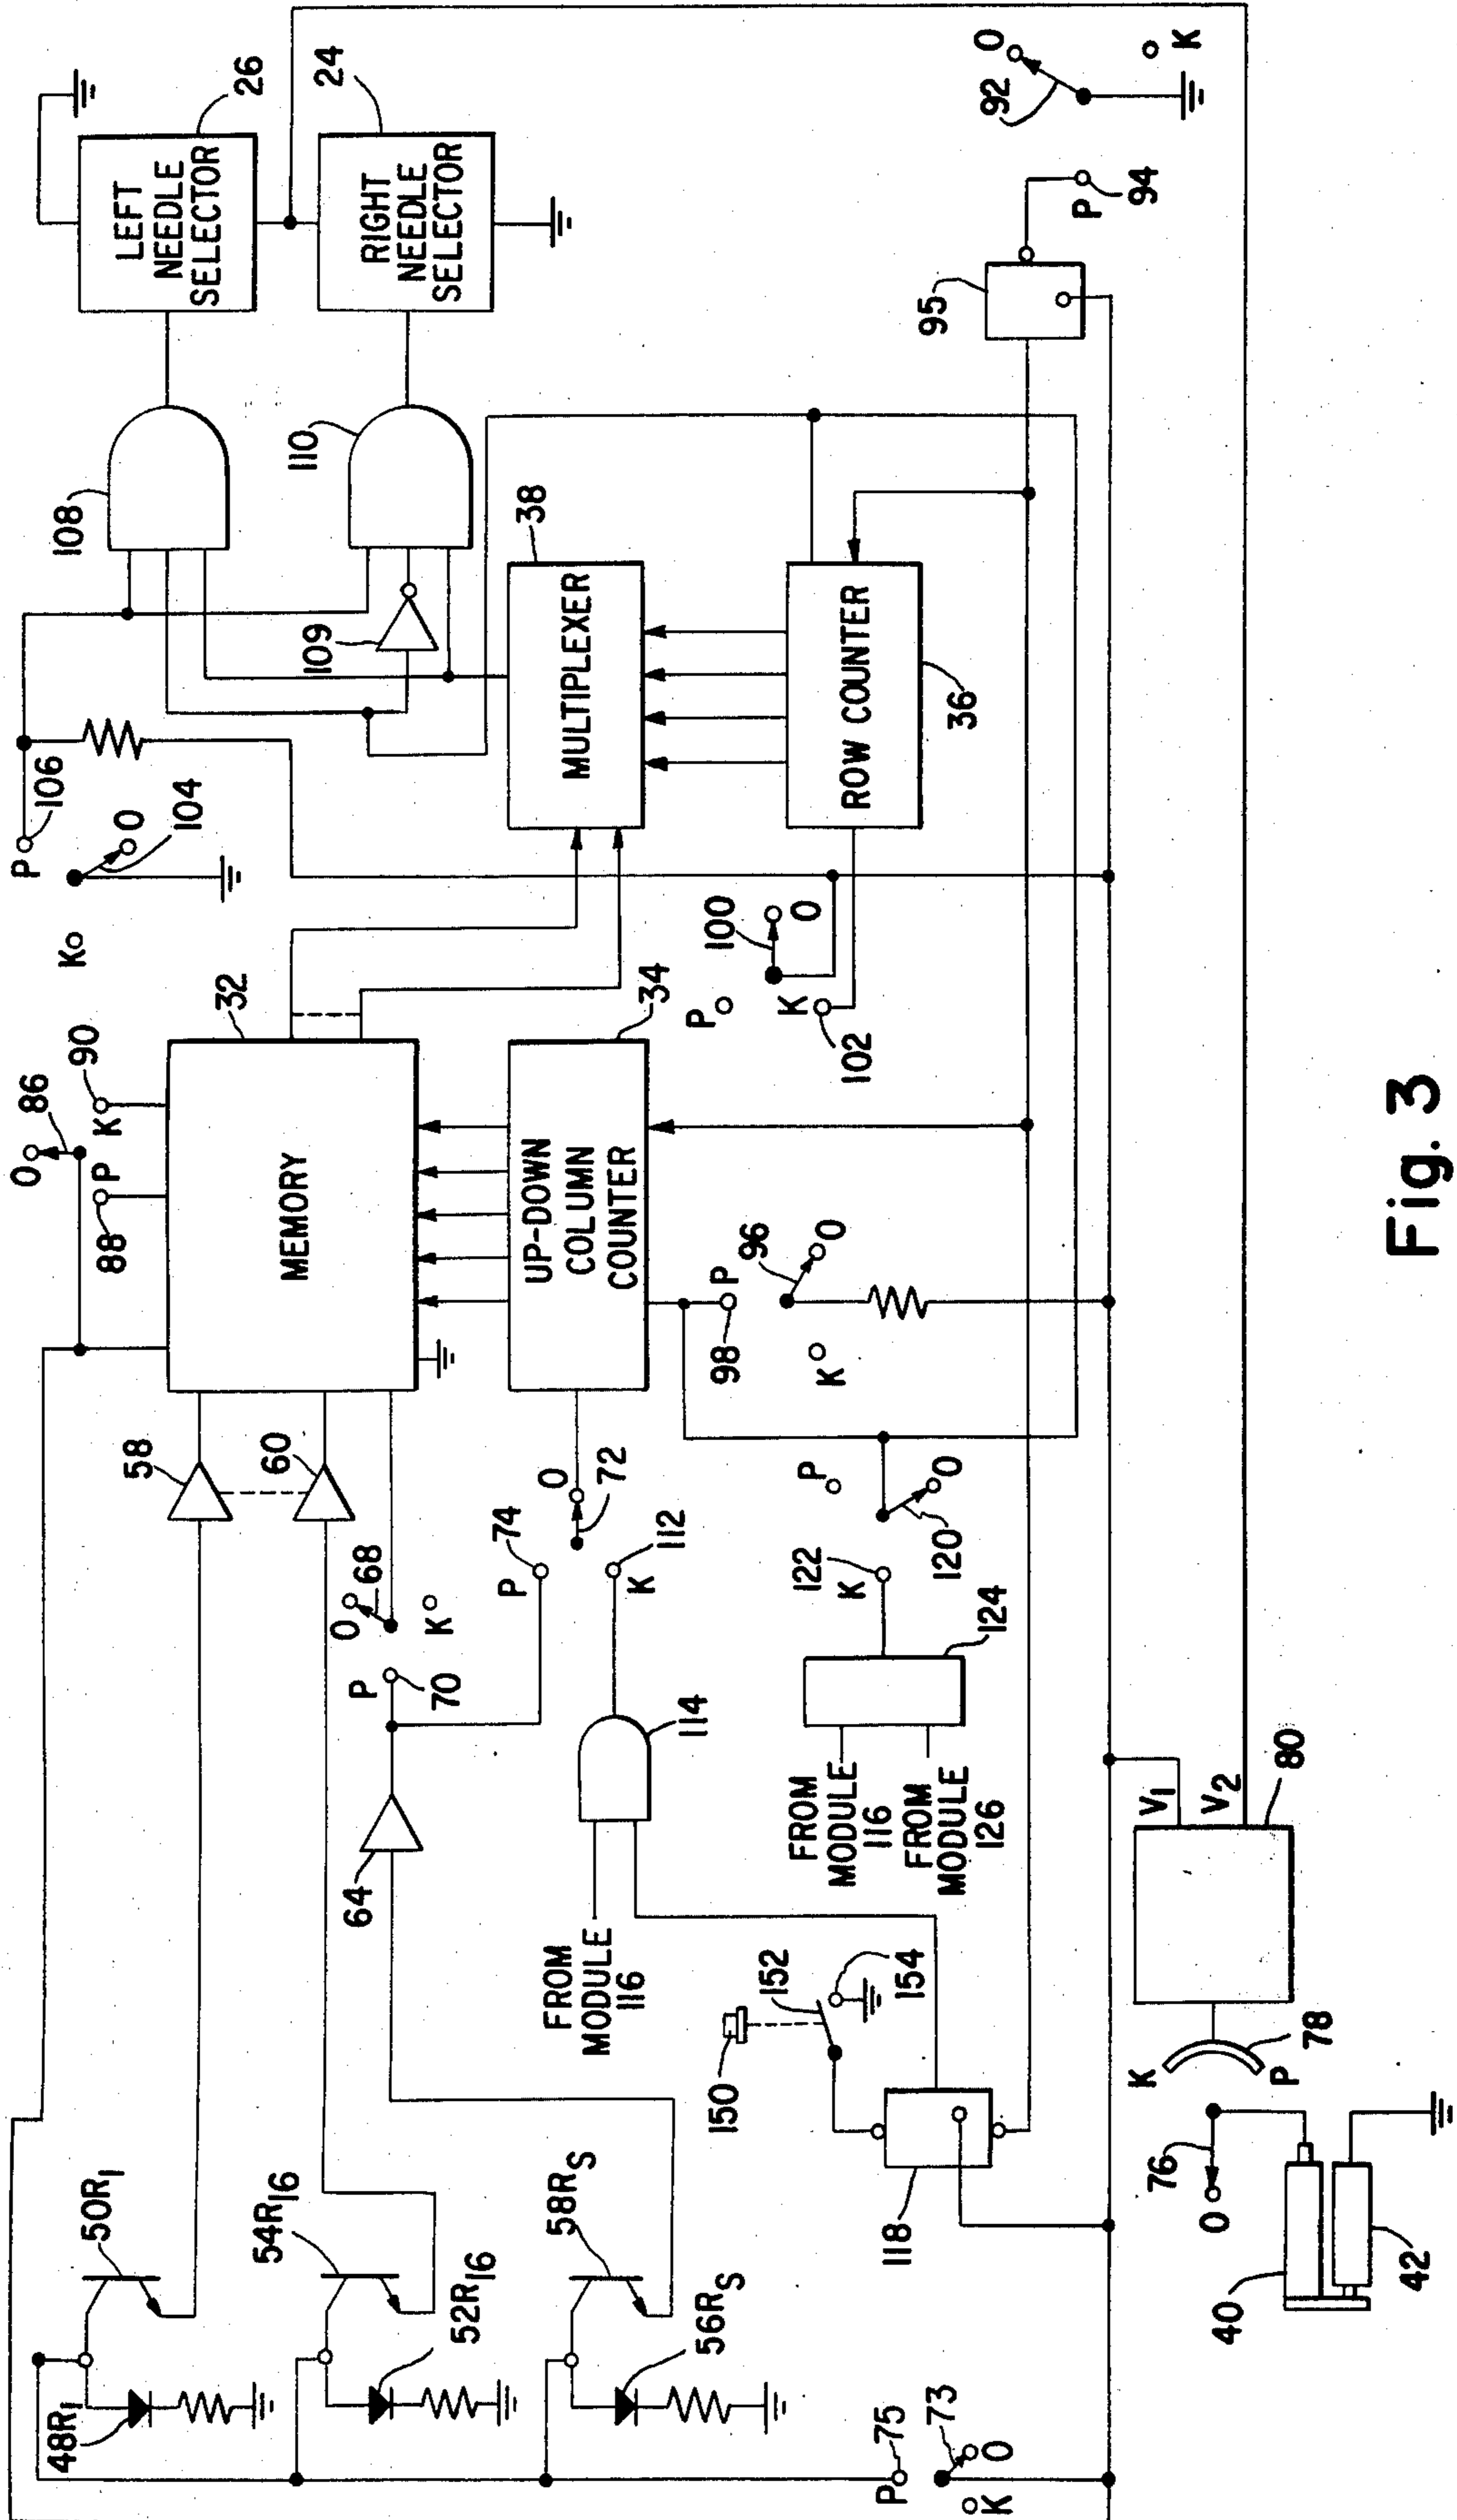 48R1
50R1
54R16
52R16
58RS
56RS
P
75
73
O
K
58
60
64
O
68
K
P
70
O
86
88
P
K
90
32
MEMORY
34
UP-DOWN
COLUMN
COUNTER
P
74
O
72
K
112
114
FROM
MODULE
116
K
P
106
104
O
108
109
110
LEFT
NEEDLE
SELECTOR
26
RIGHT
NEEDLE
SELECTOR
24
38
MULTIPLEXER
ROW COUNTER
36
P
100
O
K
102
98
P
96
O
K
P
122
K
O
120
124
FROM
MODULE
116
FROM
MODULE
126
150
152
154
118
95
P
94
92
O
K
76
O
40
42
K
P
78
80
V1
V2
Fig. 3